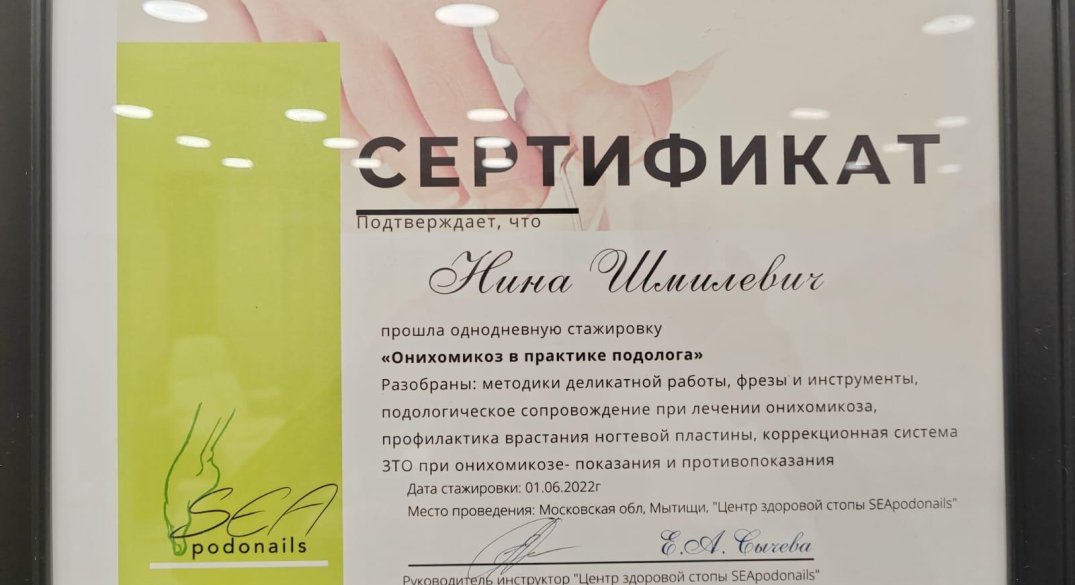 СЕРТИФИКАТ
Подтверждает, что
Нина Шмилевич
прошла однодневную стажировку
«Онихомикоз в практике подолога»
Разобраны: методики деликатной работы, фрезы и инструменты,
подологическое сопровождение при лечении онихомикоза,
профилактика врастания ногтевой пластины, коррекционная система
ЗТО при онихомикозе- показания и противопоказания
Дата стажировки: 01.06.2022г
Место проведения: Московская обл, Мытищи, "Центр здоровой стопы SEApodonails"
Е.А. Сычева
Руководитель инструктор "Центр здоровой стопы SEApodonails"
SEA
podonails